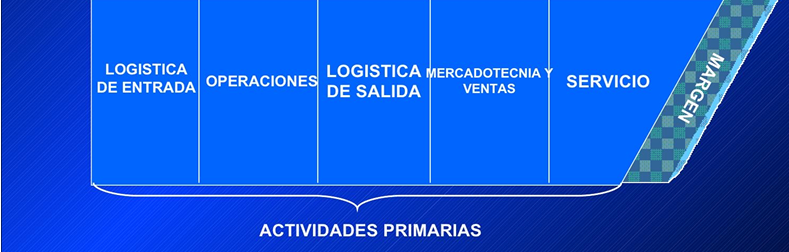 LOGISTICA
DE ENTRADA
OPERACIONES
LOGISTICA
DE SALIDA
MERCADOTECNIA Y
VENTAS
SERVICIO
MARGEN
ACTIVIDADES PRIMARIAS